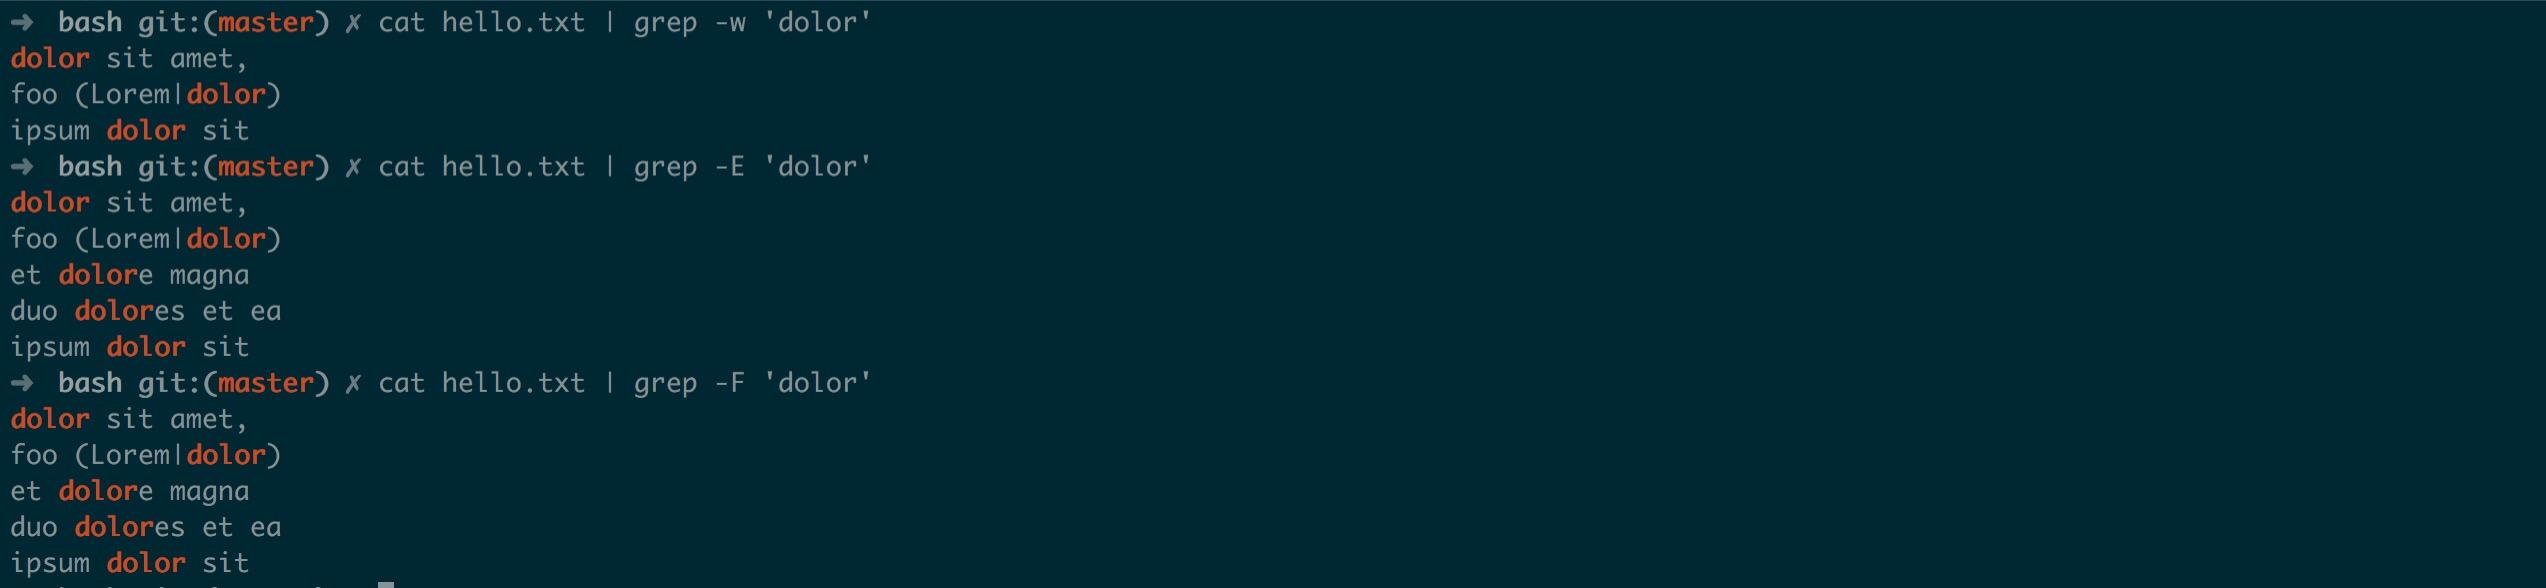 ➜  bash git:(master) ✗ cat hello.txt | grep -w 'dolor'
dolor sit amet,
foo (Lorem|dolor)
ipsum dolor sit
➜  bash git:(master) ✗ cat hello.txt | grep -E 'dolor'
dolor sit amet,
foo (Lorem|dolor)
et dolore magna
duo dolores et ea
ipsum dolor sit
➜  bash git:(master) ✗ cat hello.txt | grep -F 'dolor'
dolor sit amet,
foo (Lorem|dolor)
et dolore magna
duo dolores et ea
ipsum dolor sit